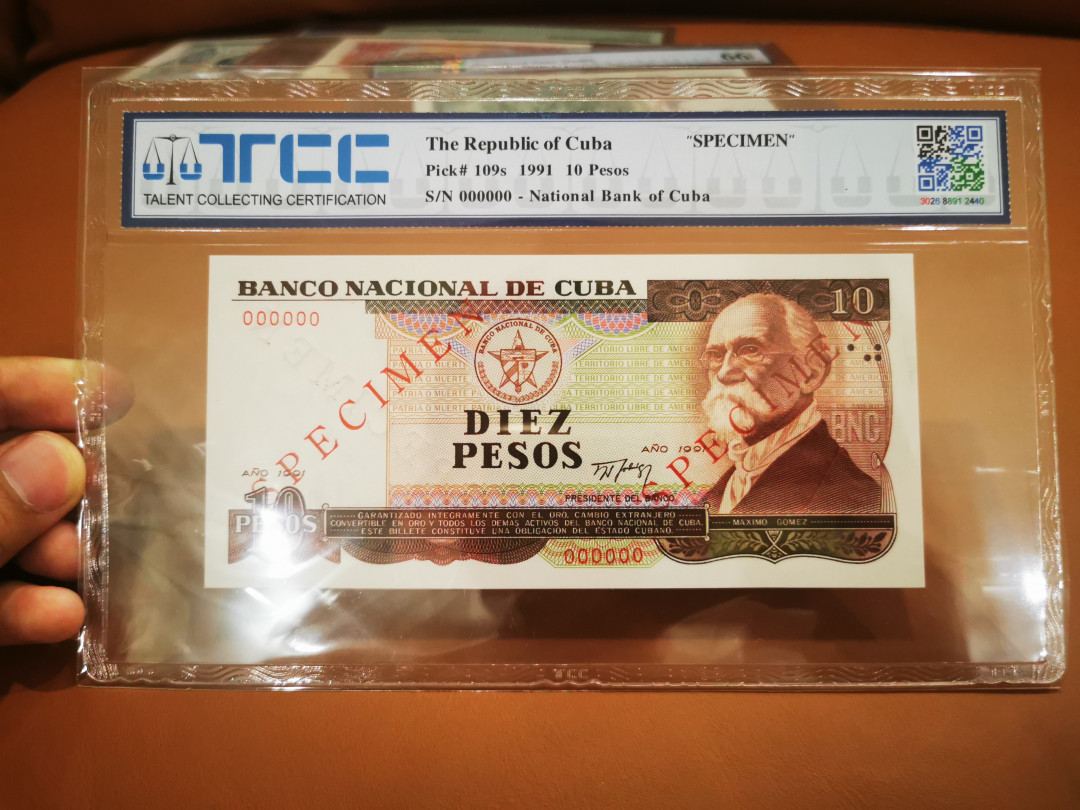 TCC
TALENT COLLECTING CERTIFICATION
The Republic of Cuba "SPECIMEN"
Pick# 109s 1991 10 Pesos
S/N 000000 - National Bank of Cuba
3026 8891 2440
BANCO NACIONAL DE CUBA
10
000000
SPECIMEN
SPECIMEN
BANCO NACIONAL DE CUBA
PATRIA O MUERTE
TERRITORIO LIBRE DE AMERICA
DIEZ
PESOS
BNC
AÑO 1991
AÑO 1991
PRESIDENTE DEL BANCO
10
PESOS
GARANTIZADO INTEGRAMENTE CON EL ORO, CAMBIO EXTRANJERO
CONVERTIBLE EN ORO Y TODOS LOS DEMAS ACTIVOS DEL BANCO NACIONAL DE CUBA.
ESTE BILLETE CONSTITUYE UNA OBLIGACION DEL ESTADO CUBANO.
MAXIMO GOMEZ
000000
TCC